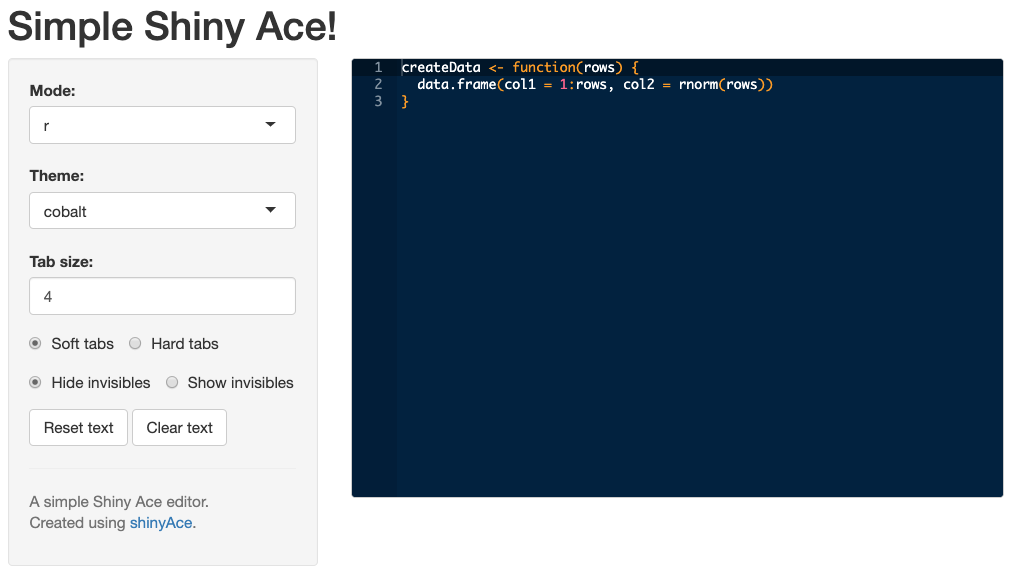 Simple Shiny Ace!
Mode:
r
Theme:
cobalt
Tab size:
4
Soft tabs Hard tabs
Hide invisibles Show invisibles
Reset text Clear text
A simple Shiny Ace editor.
Created using shinyAce.
1 createData <- function(rows) {
2   data.frame(col1 = 1:rows, col2 = rnorm(rows))
3 }